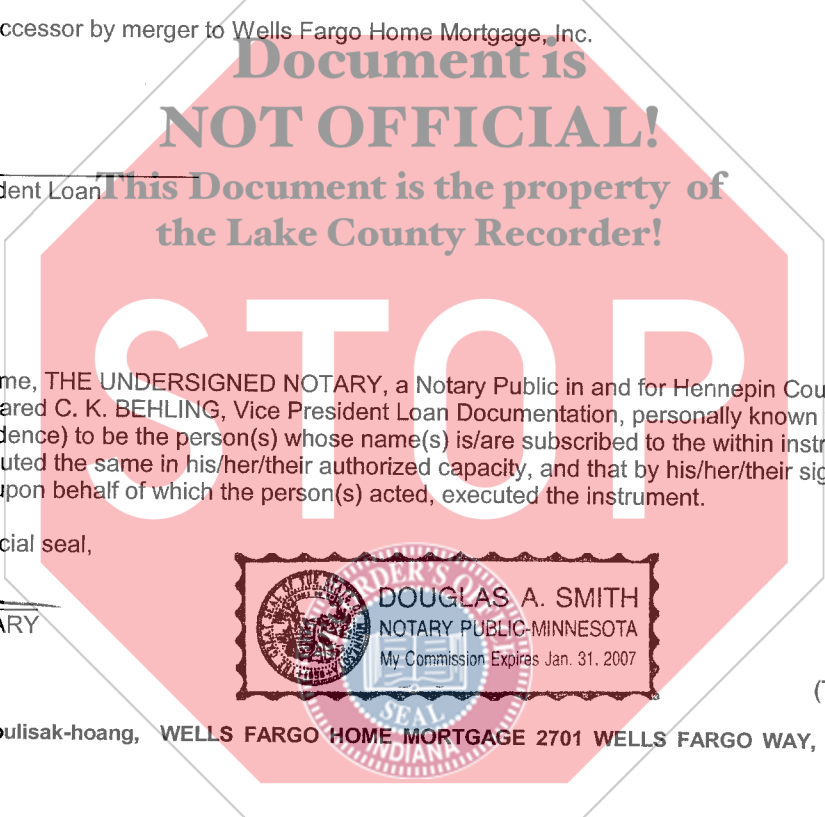 ccessor by merger to Wells Fargo Home Mortgage, Inc.
Document is
NOT OFFICIAL!
dent Loan
This Document is the property of
the Lake County Recorder!
STOP
me, THE UNDERSIGNED NOTARY, a Notary Public in and for Hennepin Cou
ared C. K. BEHLING, Vice President Loan Documentation, personally known
dence) to be the person(s) whose name(s) is/are subscribed to the within instr
uted the same in his/her/their authorized capacity, and that by his/her/their sig
upon behalf of which the person(s) acted, executed the instrument.
cial seal,
DOUGLAS A. SMITH
NOTARY PUBLIC-MINNESOTA
My Commission Expires Jan. 31, 2007
ARY
SEAL
INDIANA
(T
oulisak-hoang, WELLS FARGO HOME MORTGAGE 2701 WELLS FARGO WAY,